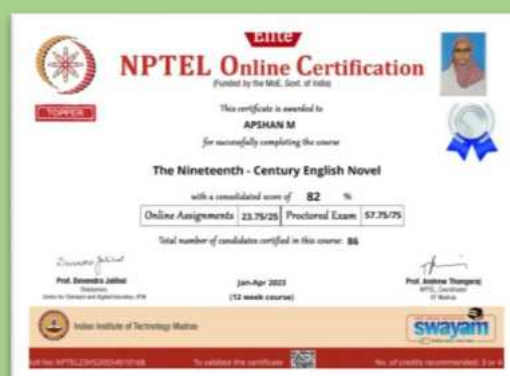 Elite
NPTEL Online Certification
(Funded by the MoE, Govt. of India)
TOPPER
This certificate is awarded to
APSHAN M
for successfully completing the course
The Nineteenth - Century English Novel
with a consolidated score of 82 %
Online Assignments 23.75/25 Proctored Exam 57.75/75
Total number of candidates certified in this course: 86
Prof. Devendra Jalihal
Prof. Andrew Thangaraj
Jan-Apr 2023
(12 week course)
Indian Institute of Technology Madras
swayam
To validate the certificate
No. of credits recommended: 3 or 4